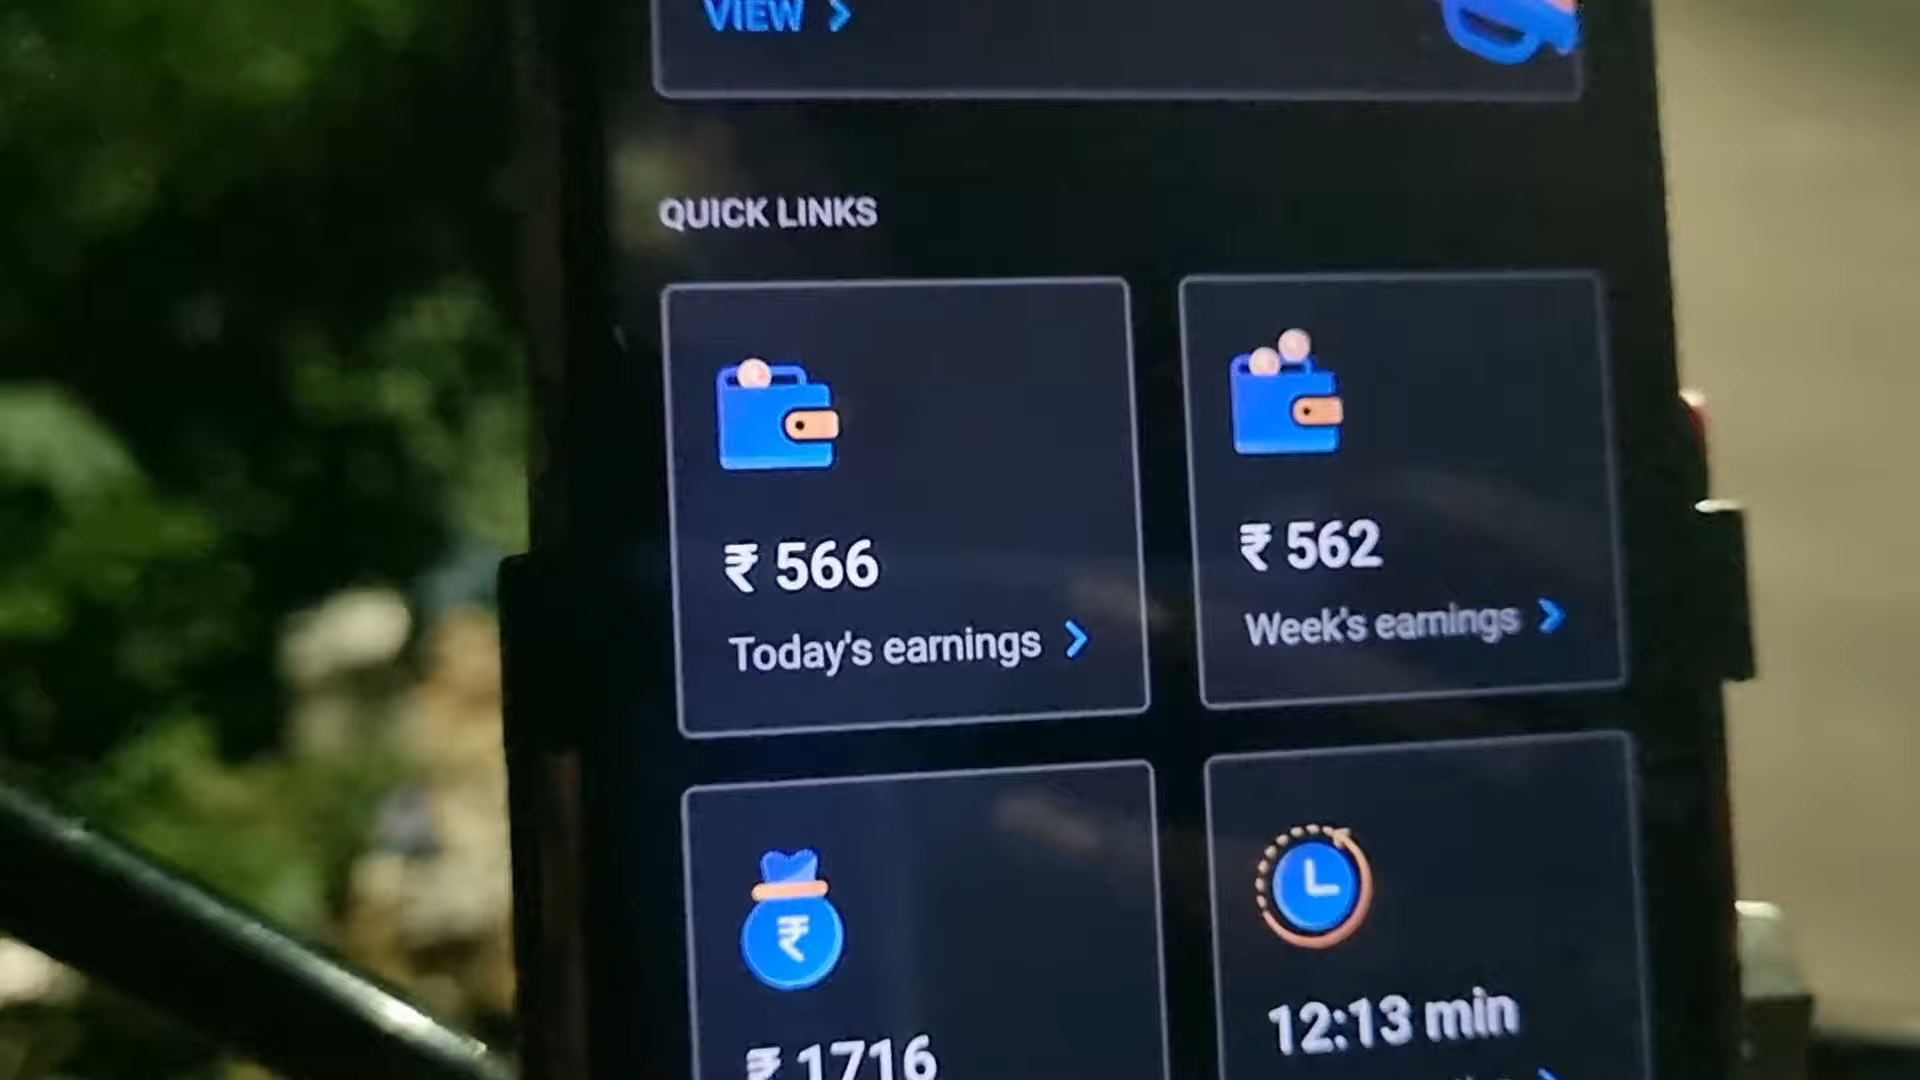 VIEW
QUICK LINKS
₹ 566
Today's earnings
₹ 562
Week's earnings
₹ 1716
12:13 min